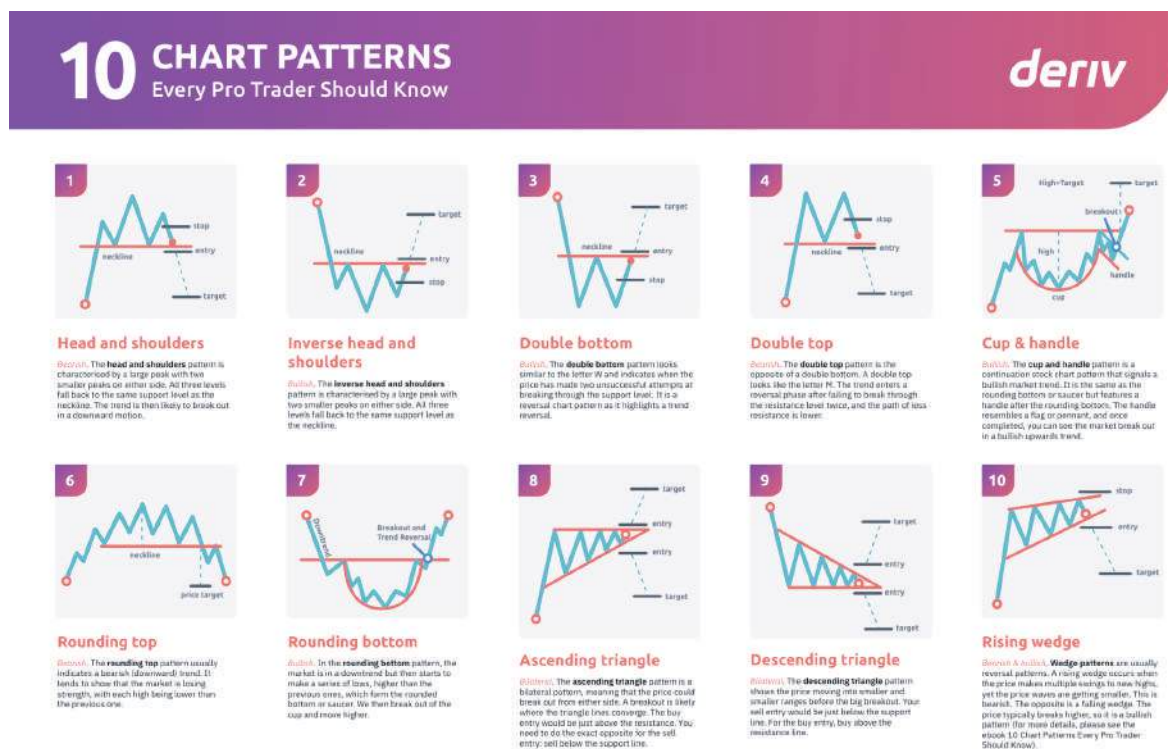 10 CHART PATTERNS
Every Pro Trader Should Know
deriv
1
stop
entry
neckline
target
Head and shoulders
Bearish. The head and shoulders pattern is
characterised by a large peak with two
smaller peaks on either side. All three levels
fall back to the same support level as the
neckline. The trend is then likely to break out
in a downward motion.
2
target
neckline
entry
stop
Inverse head and
shoulders
Bullish. The inverse head and shoulders
pattern is characterised by a large peak with
two smaller peaks on either side. All three
levels fall back to the same support level as
the neckline.
3
target
neckline
entry
stop
Double bottom
Bullish. The double bottom pattern looks
similar to the letter W and indicates when the
price has made two unsuccessful attempts at
breaking through the support level. It is a
reversal chart pattern as it highlights a trend
reversal.
4
stop
entry
neckline
target
Double top
Bearish. The double top pattern is the
opposite of a double bottom. A double top
looks like the letter M. The trend enters a
reversal phase after failing to break through
the resistance level twice, and the path of less
resistance is lower.
5
High=Target
target
breakout
high
handle
cup
Cup & handle
Bullish. The cup and handle pattern is a
continuation stock chart pattern that signals a
bullish market trend. It is the same as the
rounding bottom or saucer but features a
handle after the rounding bottom. The handle
resembles a flag or pennant, and once
completed, you can see the market break out
in a bullish upwards trend.
6
neckline
price target
Rounding top
Bearish. The rounding top pattern usually
indicates a bearish (downward) trend. It
tends to show that the market is losing
strength, with each high being lower than
the previous one.
7
Downtrend
Breakout and
Trend Reversal
Rounding bottom
Bullish. In the rounding bottom pattern, the
market is in a downtrend but then starts to
make a series of lows, higher than the
previous ones, which form the rounded
bottom or saucer. We then break out of the
cup and move higher.
8
target
entry
entry
target
Ascending triangle
Bilateral. The ascending triangle pattern is a
bilateral pattern, meaning that the price could
break out from either side. A breakout is likely
where the triangle lines converge. The buy
entry would be just above the resistance. You
need to do the exact opposite for the sell
entry: sell below the support line.
9
target
entry
entry
target
Descending triangle
Bilateral. The descending triangle pattern
shows the price moving into smaller and
smaller ranges before the big breakout. Your
sell entry would be just below the support
line. For the buy entry, buy above the
resistance line.
10
stop
entry
target
Rising wedge
Bearish & bullish. Wedge patterns are usually
reversal patterns. A rising wedge occurs when
the price makes multiple swings to new highs,
yet the price waves are getting smaller. This is
bearish. The opposite is a falling wedge. The
price typically breaks higher, so it is a bullish
pattern (for more details, please see the
ebook 10 Chart Patterns Every Pro Trader
Should Know).